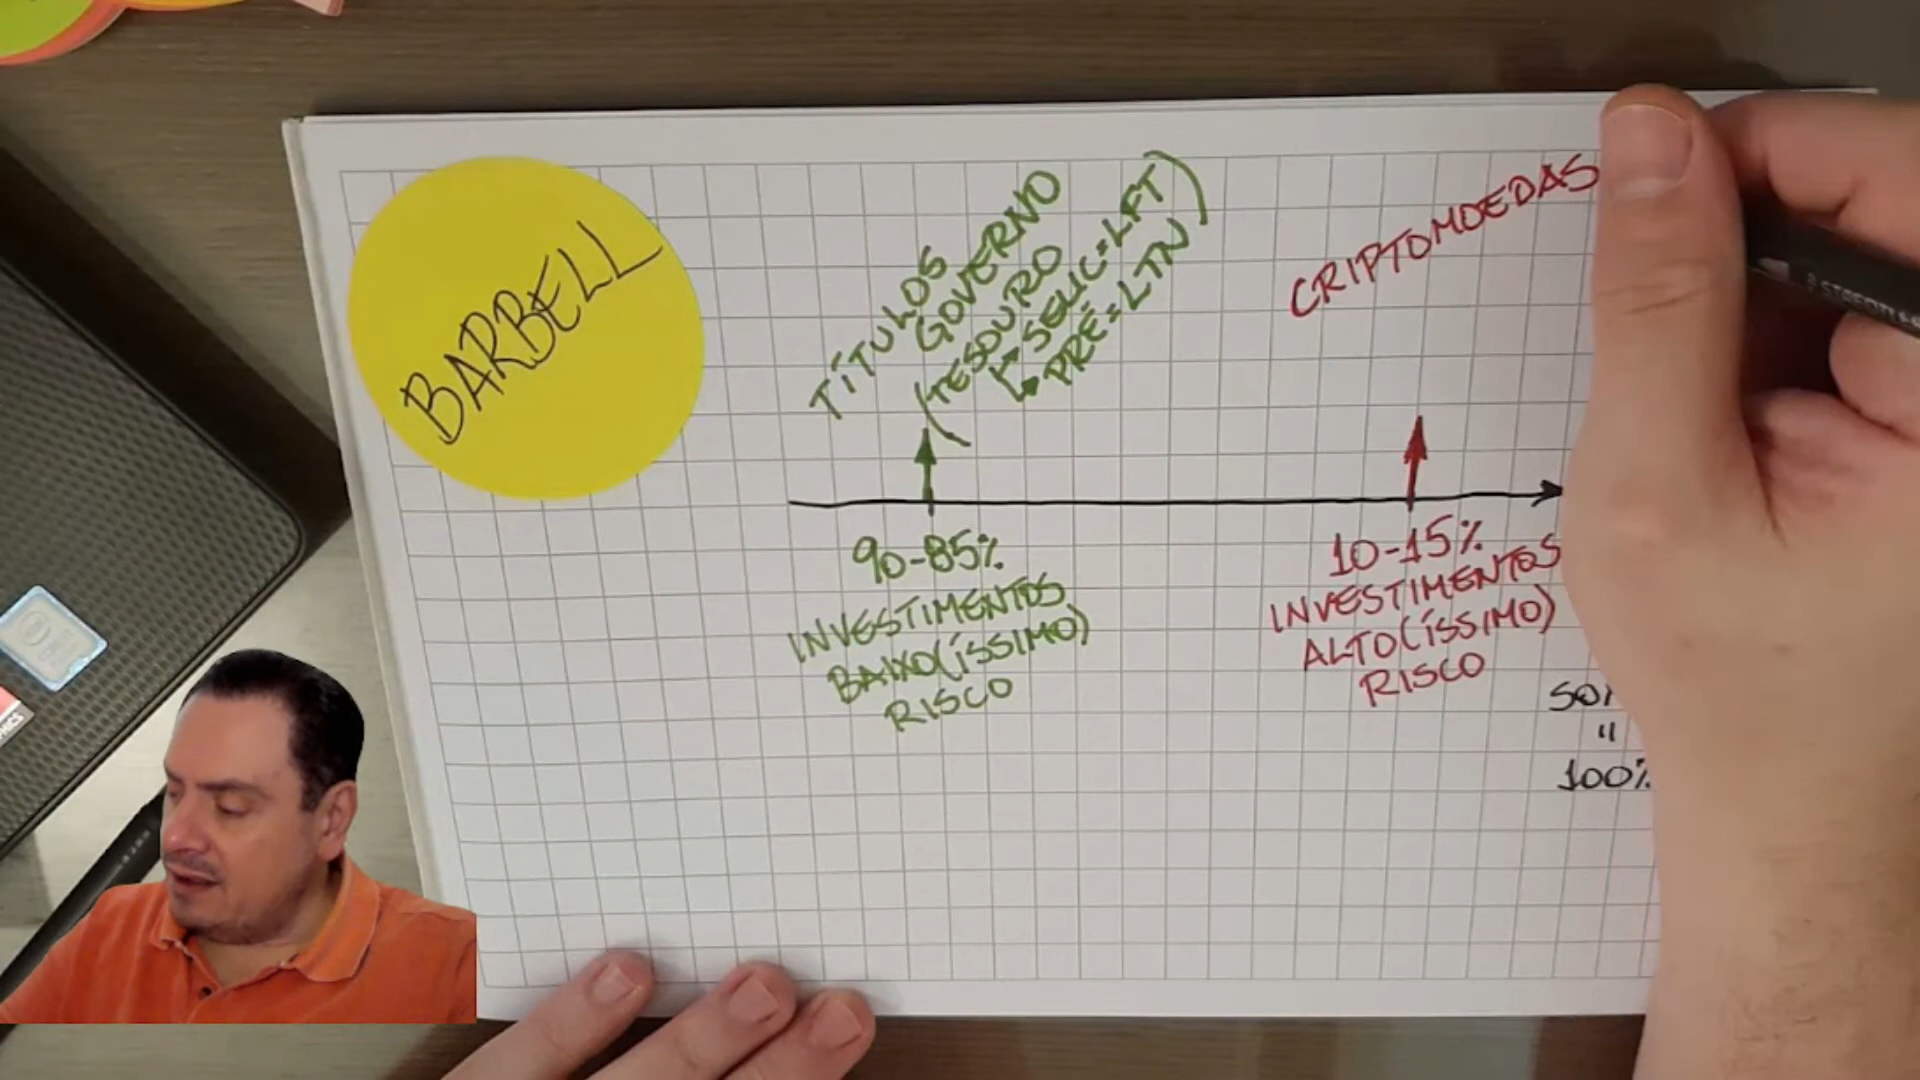 BARBELL
TÍTULOS
GOVERNO
(TESOURO
SELIC=LFT
PRÉ=LTN)
CRIPTOMOEDAS
90-85%
INVESTIMENTOS
BAIXO(ÍSSIMO)
RISCO
10-15%
INVESTIMENTOS
ALTO(ÍSSIMO)
RISCO
"
100%